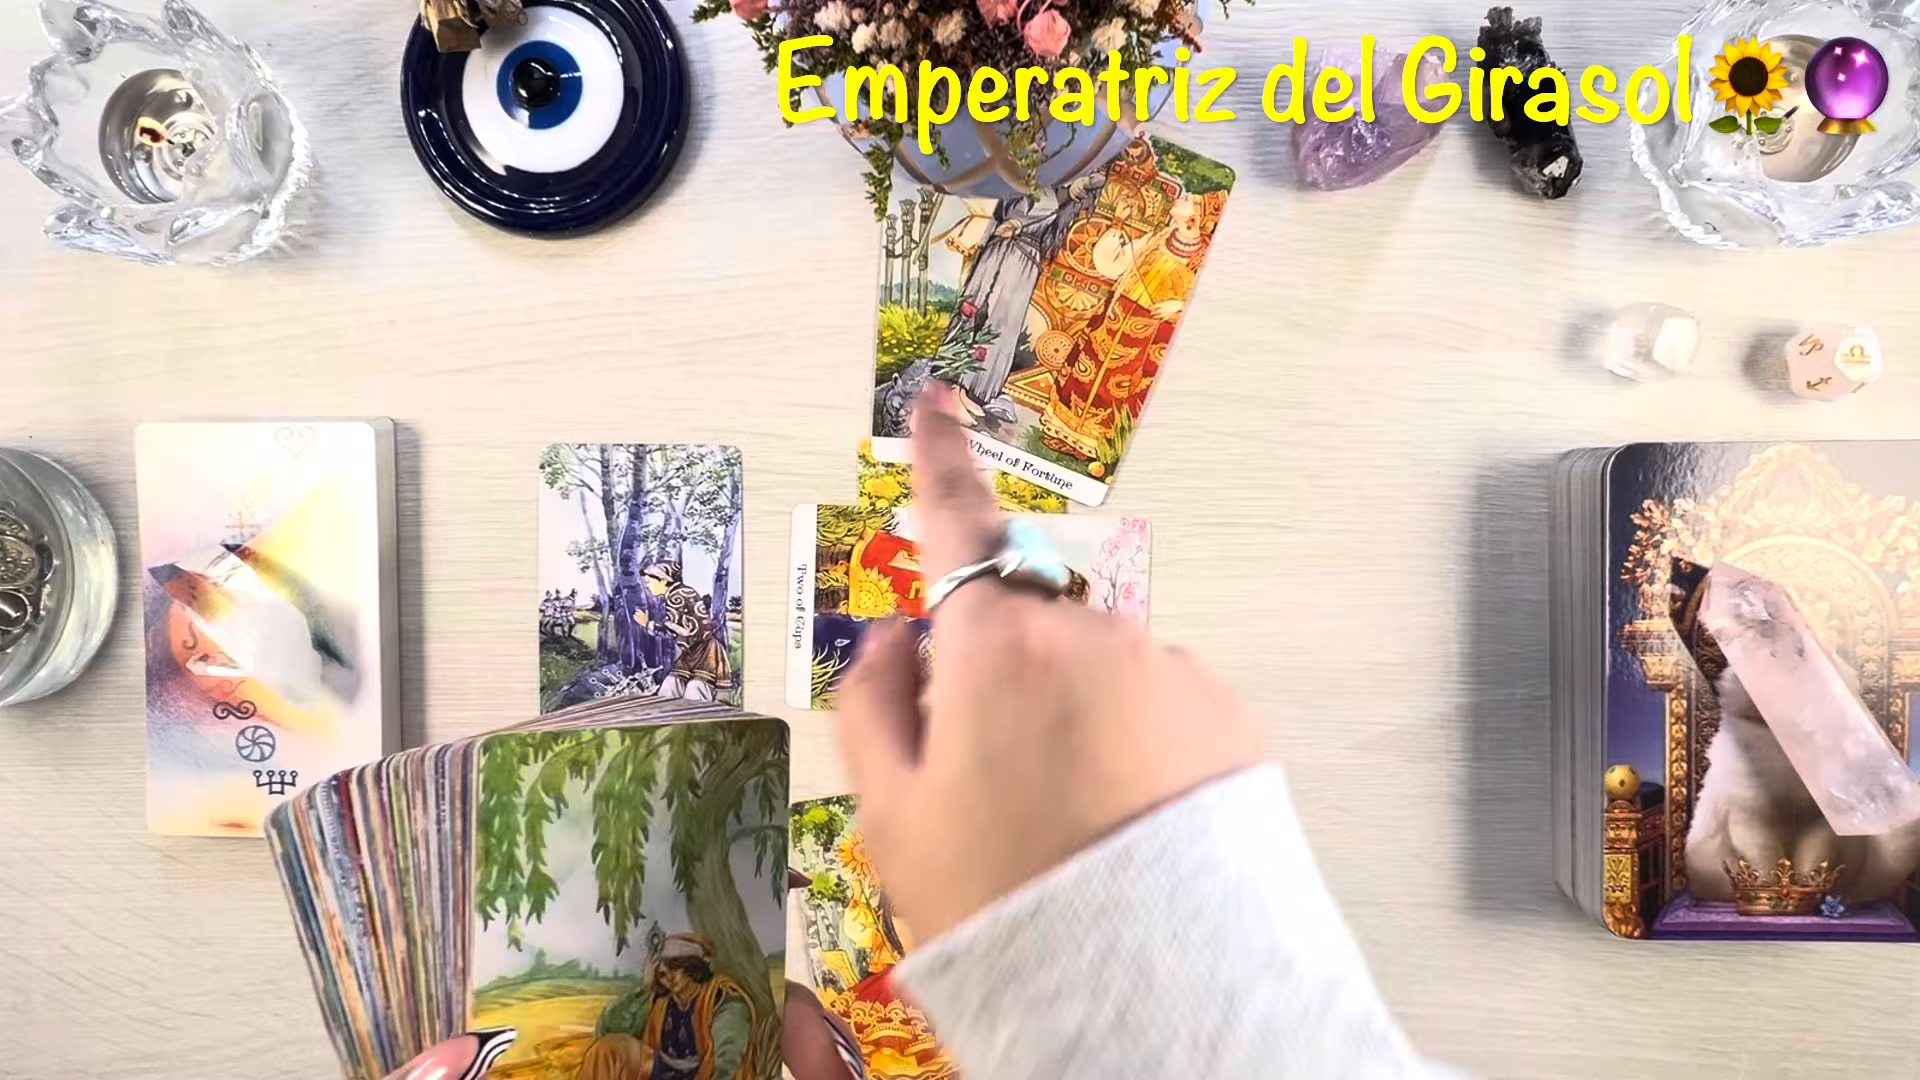 Emperatriz del Girasol🌻🔮
Wheel of Fortune
Two of Cups